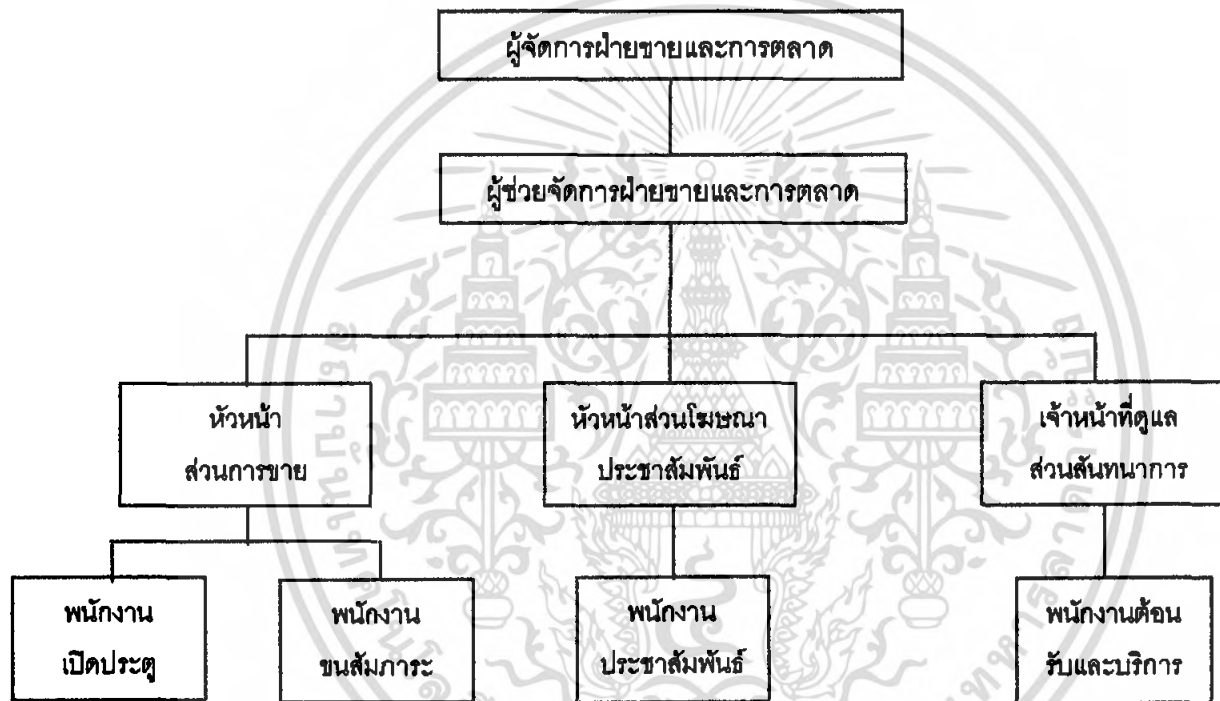 ผู้จัดการฝ่ายขายและการตลาด
ผู้ช่วยจัดการฝ่ายขายและการตลาด
หัวหน้า
ส่วนการขาย
หัวหน้าส่วนโฆษณา
ประชาสัมพันธ์
เจ้าหน้าที่ดูแล
ส่วนสันทนาการ
พนักงาน
เปิดประตู
พนักงาน
ขนสัมภาระ
พนักงาน
ประชาสัมพันธ์
พนักงานต้อน
รับและบริการ